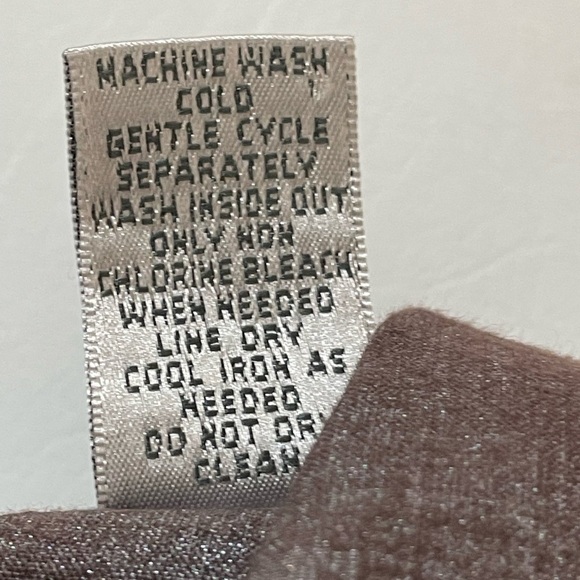 MACHINE WASH
COLD
GENTLE CYCLE
SEPARATELY
WASH INSIDE OUT
ONLY NON
CHLORINE BLEACH
WHEN NEEDED
LINE DRY
COOL IRON AS
NEEDED
DO NOT DRY
CLEAN